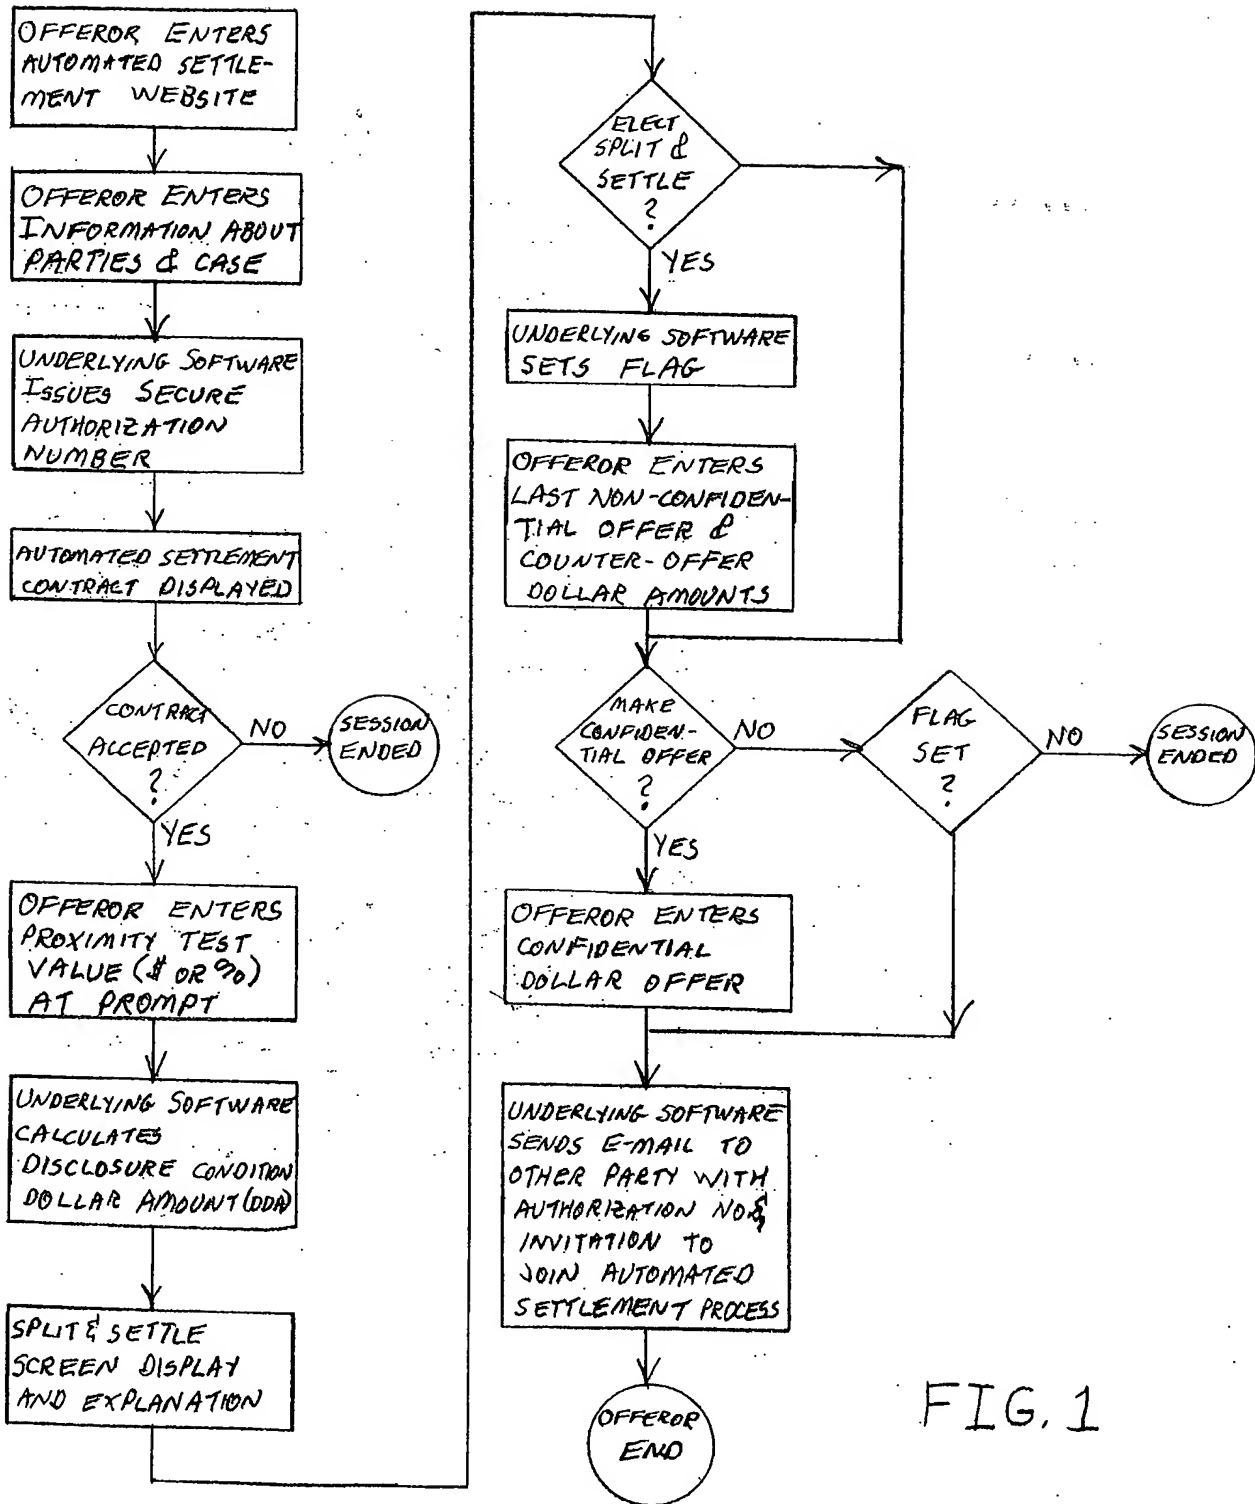 OFFEROR ENTERS
AUTOMATED SETTLE-
MENT WEBSITE
OFFEROR ENTERS
INFORMATION ABOUT
PARTIES & CASE
UNDERLYING SOFTWARE
ISSUES SECURE
AUTHORIZATION
NUMBER
AUTOMATED SETTLEMENT
CONTRACT DISPLAYED
CONTRACT
ACCEPTED
?
NO
SESSION
ENDED
YES
OFFEROR ENTERS
PROXIMITY TEST
VALUE ($ OR %)
AT PROMPT
UNDERLYING SOFTWARE
CALCULATES
DISCLOSURE CONDITION
DOLLAR AMOUNT (DDA)
SPLIT & SETTLE
SCREEN DISPLAY
AND EXPLANATION
ELECT
SPLIT &
SETTLE
?
YES
UNDERLYING SOFTWARE
SETS FLAG
OFFEROR ENTERS
LAST NON-CONFIDEN-
TIAL OFFER &
COUNTER-OFFER
DOLLAR AMOUNTS
MAKE
CONFIDEN-
TIAL OFFER
?
NO
FLAG
SET
?
NO
SESSION
ENDED
YES
OFFEROR ENTERS
CONFIDENTIAL
DOLLAR OFFER
UNDERLYING SOFTWARE
SENDS E-MAIL TO
OTHER PARTY WITH
AUTHORIZATION NO. &
INVITATION TO
JOIN AUTOMATED
SETTLEMENT PROCESS
OFFEROR
END
FIG. 1